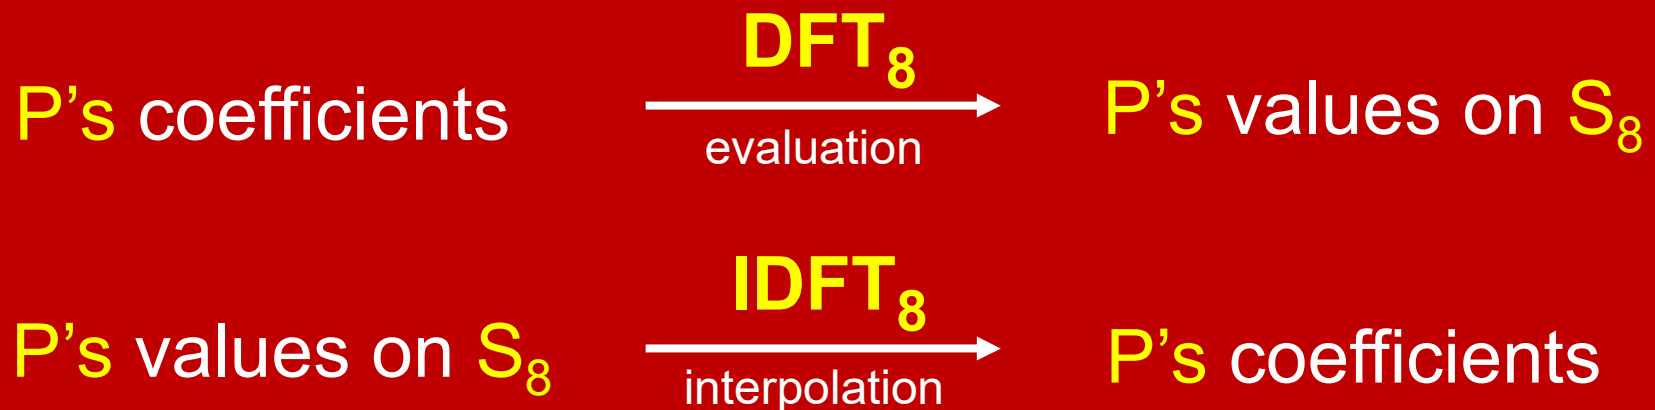 DFT₈
P’s coefficients
P’s values on S₈
evaluation
IDFT₈
P’s values on S₈
P’s coefficients
interpolation